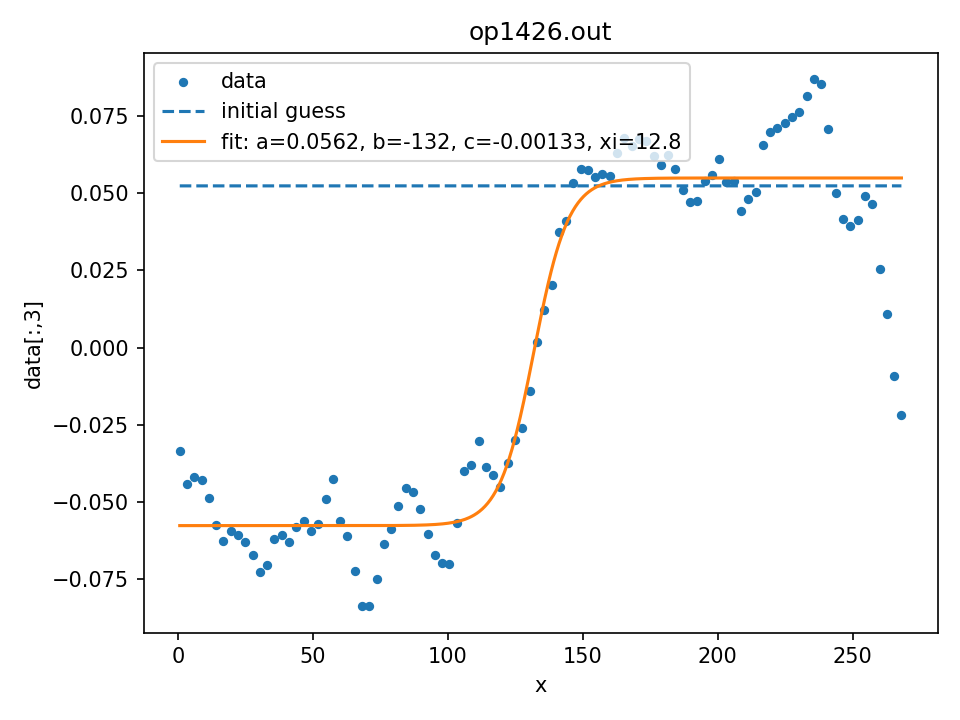 op1426.out
data
initial guess
fit: a=0.0562, b=-132, c=-0.00133, xi=12.8
0.075
0.050
0.025
0.000
−0.025
−0.050
−0.075
data[:,3]
0 50 100 150 200 250
x